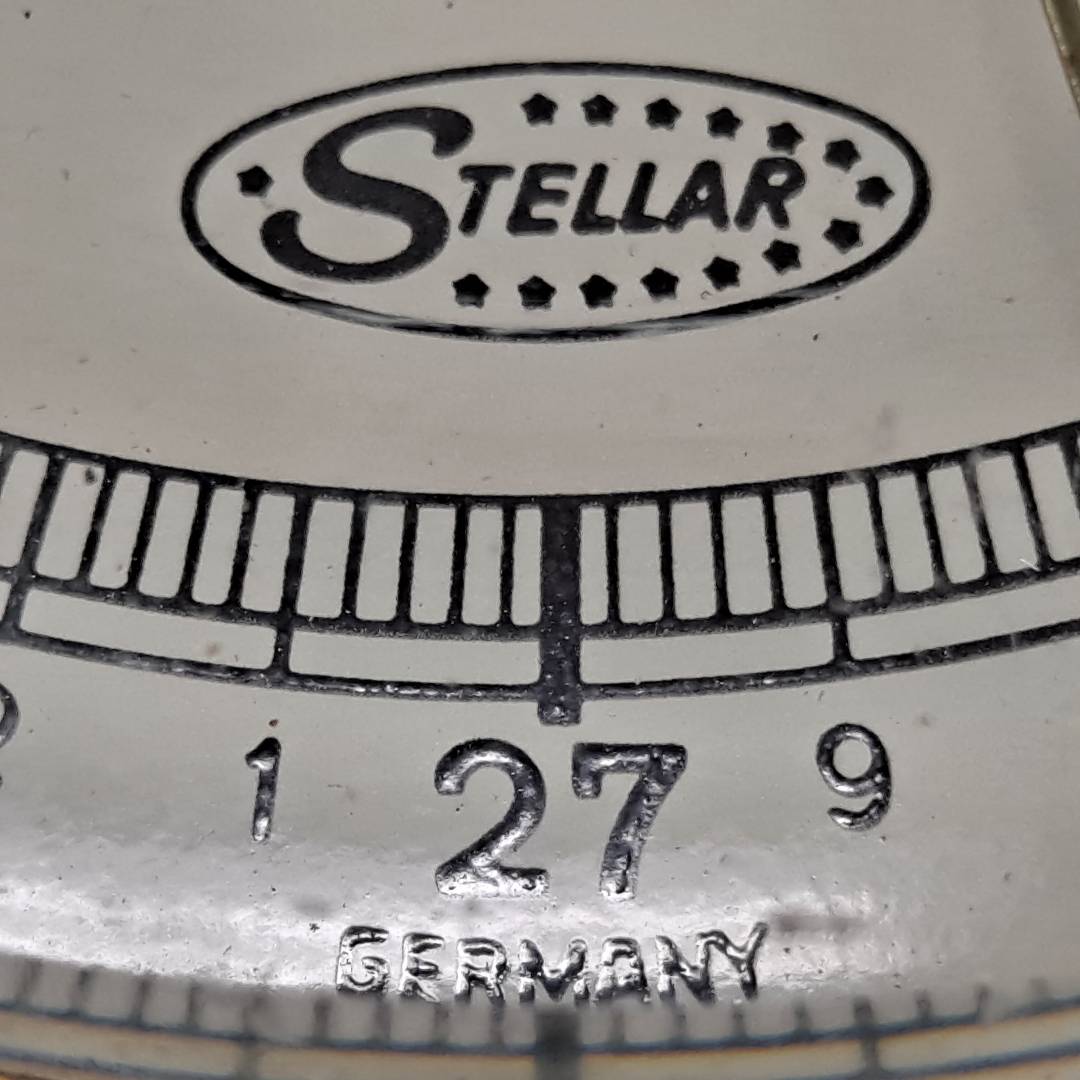 STELLAR
1 27 9
GERMANY